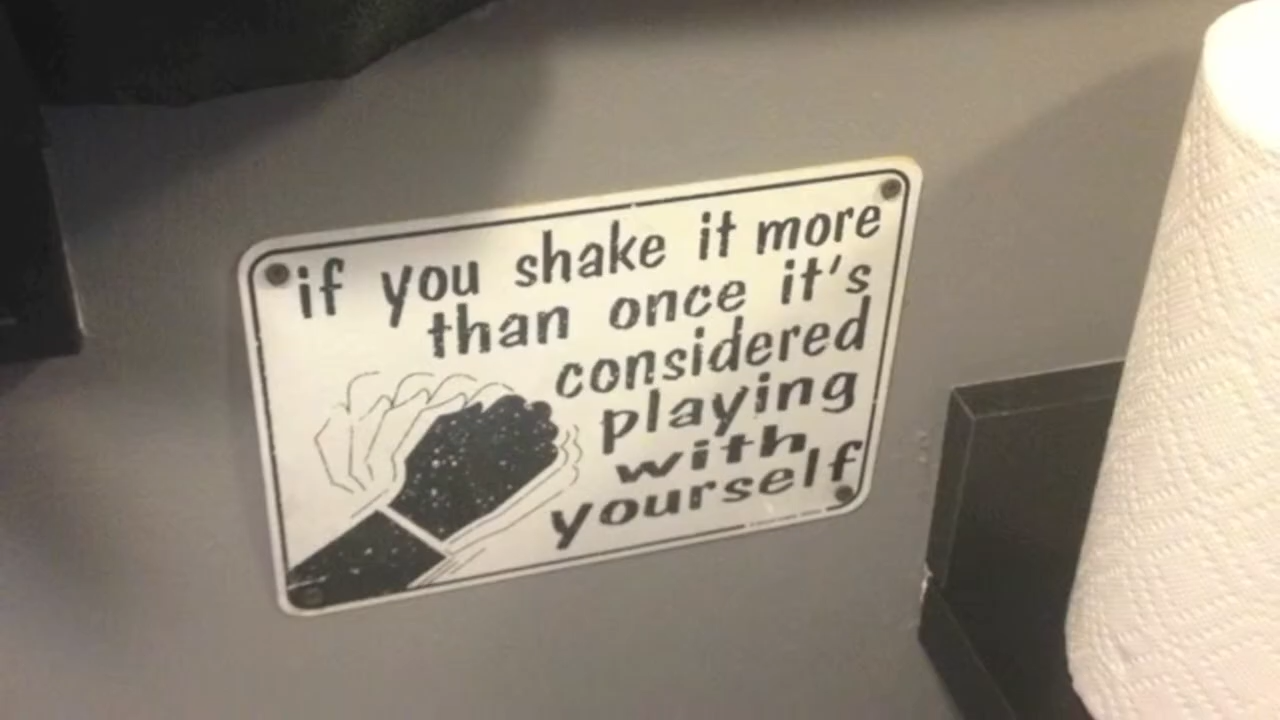 if you shake it more
than once it's
considered
playing
with
yourself